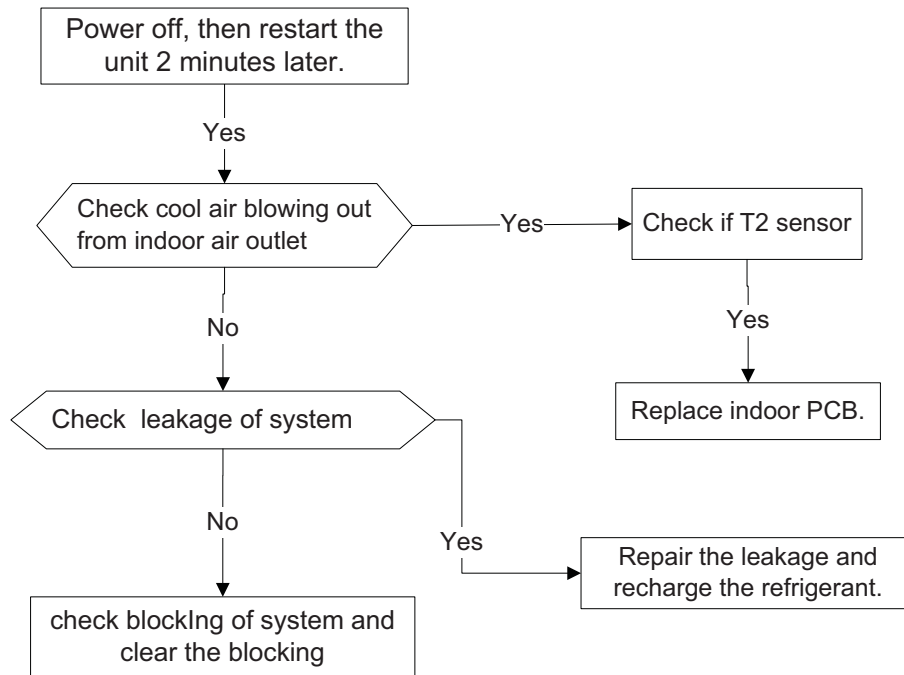 Power off, then restart the
unit 2 minutes later.
Yes
Check cool air blowing out
from indoor air outlet
Yes
Check if T2 sensor
No
Yes
Replace indoor PCB.
Check leakage of system
No
Yes
Repair the leakage and
recharge the refrigerant.
check blockIng of system and
clear the blocking